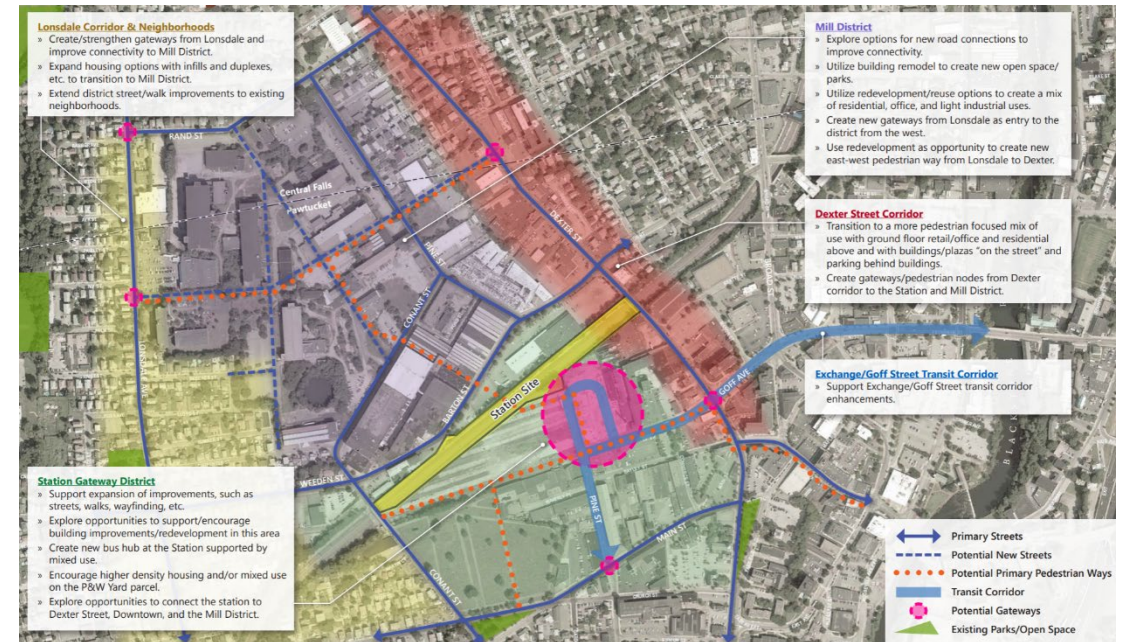 Lonsdale Corridor & Neighborhoods
» Create/strengthen gateways from Lonsdale and
improve connectivity to Mill District.
» Expand housing options with infills and duplexes,
etc. to transition to Mill District.
» Extend district street/walk improvements to existing
neighborhoods.
Mill District
» Explore options for new road connections to
improve connectivity.
» Utilize building remodel to create new open space/
parks.
» Utilize redevelopment/reuse options to create a mix
of residential, office, and light industrial uses.
» Create new gateways from Lonsdale as entry to the
district from the west.
» Use redevelopment as opportunity to create new
east-west pedestrian way from Lonsdale to Dexter.
RAND ST
Central Falls
Pawtucket
PINE ST
DEXTER ST
Dexter Street Corridor
» Transition to a more pedestrian focused mix of
use with ground floor retail/office and residential
above and with buildings/plazas “on the street” and
parking behind buildings.
» Create gateways/pedestrian nodes from Dexter
corridor to the Station and Mill District.
CONANT ST
LONSDALE AVE
BARTON ST
Station Site
GOFF AVE
Exchange/Goff Street Transit Corridor
» Support Exchange/Goff Street transit corridor
enhancements.
WEEDEN ST
Station Gateway District
» Support expansion of improvements, such as
streets, walks, wayfinding, etc.
» Explore opportunities to support/encourage
building improvements/redevelopment in this area
» Create new bus hub at the Station supported by
mixed use.
» Encourage higher density housing and/or mixed use
on the P&W Yard parcel.
» Explore opportunities to connect the station to
Dexter Street, Downtown, and the Mill District.
PINE ST
MAIN ST
CONANT ST
BLAC
Primary Streets
Potential New Streets
Potential Primary Pedestrian Ways
Transit Corridor
Potential Gateways
Existing Parks/Open Space